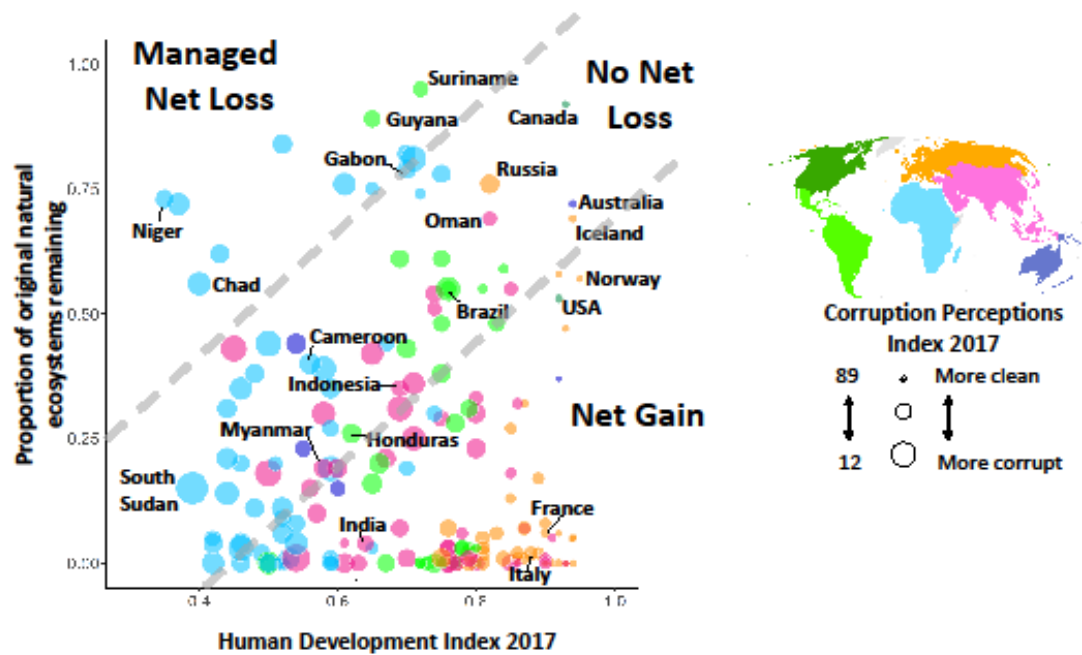 Managed
Net Loss
No Net
Loss
Net Gain
Suriname
Guyana
Canada
Gabon
Russia
Niger
Oman
Australia
Iceland
Chad
Norway
Brazil
USA
Cameroon
Indonesia
Myanmar
Honduras
South
Sudan
India
France
Italy
Proportion of original natural
ecosystems remaining
1.00
0.75
0.50
0.25
0.00
0.4
0.6
0.8
1.0
Human Development Index 2017
Corruption Perceptions
Index 2017
89
More clean
12
More corrupt